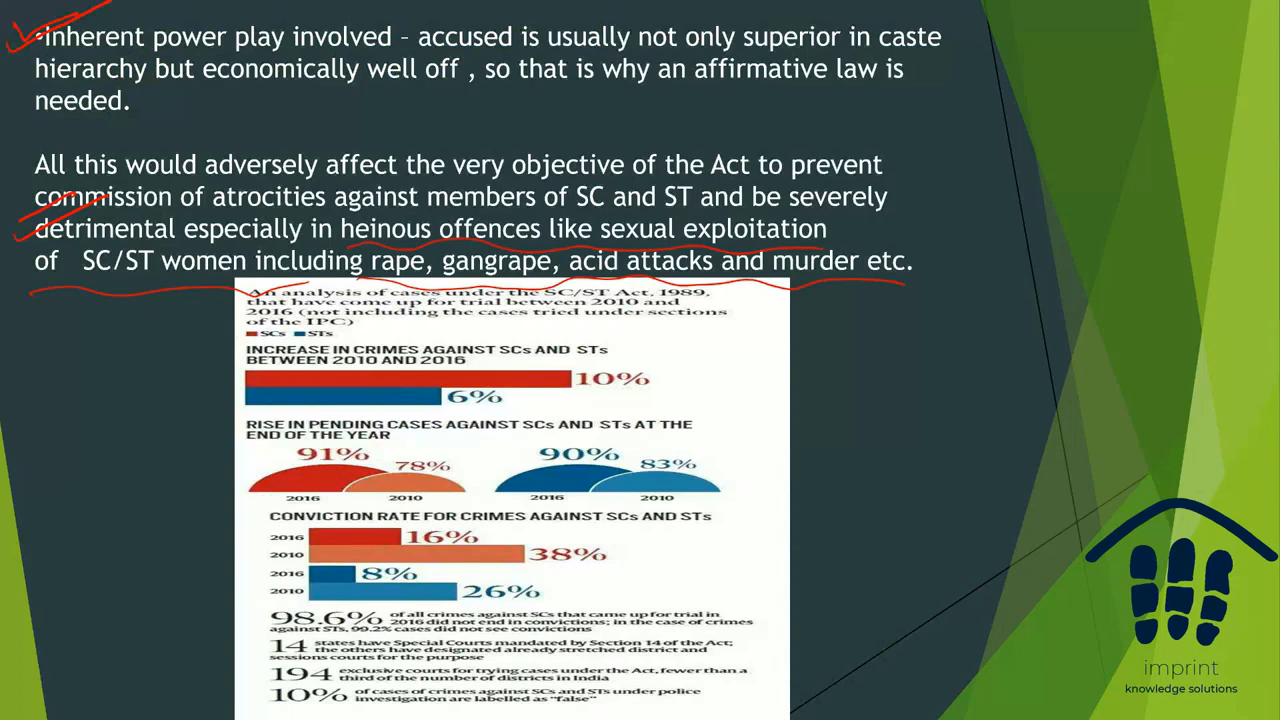 •Inherent power play involved – accused is usually not only superior in caste
hierarchy but economically well off , so that is why an affirmative law is
needed.
All this would adversely affect the very objective of the Act to prevent
commission of atrocities against members of SC and ST and be severely
detrimental especially in heinous offences like sexual exploitation
of SC/ST women including rape, gangrape, acid attacks and murder etc.
An analysis of cases under the SC/ST Act, 1989,
that have come up for trial between 2010 and
2016 (not including the cases tried under sections
of the IPC)
SCs STs
INCREASE IN CRIMES AGAINST SCs AND STs
BETWEEN 2010 AND 2016
10%
6%
RISE IN PENDING CASES AGAINST SCs AND STs AT THE
END OF THE YEAR
91% 78% 90% 83%
2016 2010 2016 2010
CONVICTION RATE FOR CRIMES AGAINST SCs AND STs
2016 16%
2010 38%
2016 8%
2010 26%
98.6% of all crimes against SCs that came up for trial in
2016 did not end in convictions; in the case of crimes
against STs, 99.2% cases did not see convictions
14 states have Special Courts mandated by Section 14 of the Act;
the others have designated already stretched district and
sessions courts for the purpose
194 exclusive courts for trying cases under the Act, fewer than a
third of the number of districts in India
10% of cases of crimes against SCs and STs under police
investigation are labelled as "false"
imprint
knowledge solutions